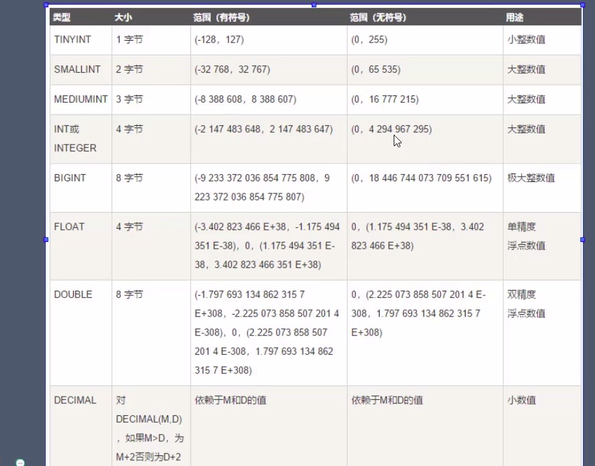 类型 大小 范围（有符号） 范围（无符号） 用途
TINYINT 1 字节 (-128，127) (0，255) 小整数值
SMALLINT 2 字节 (-32 768，32 767) (0，65 535) 大整数值
MEDIUMINT 3 字节 (-8 388 608，8 388 607) (0，16 777 215) 大整数值
INT或 4 字节 (-2 147 483 648，2 147 483 647) (0，4 294 967 295) 大整数值
INTEGER
BIGINT 8 字节 (-9 233 372 036 854 775 808，9 (0，18 446 744 073 709 551 615) 极大整数值
223 372 036 854 775 807)
FLOAT 4 字节 (-3.402 823 466 E+38，-1.175 494 0，(1.175 494 351 E-38，3.402 单精度
351 E-38)，0，(1.175 494 351 E- 823 466 E+38) 浮点数值
38，3.402 823 466 351 E+38)
DOUBLE 8 字节 (-1.797 693 134 862 315 7 0，(2.225 073 858 507 201 4 E- 双精度
E+308，-2.225 073 858 507 201 4 308，1.797 693 134 862 315 7 浮点数值
E-308)，0，(2.225 073 858 507 E+308)
201 4 E-308，1.797 693 134 862
315 7 E+308)
DECIMAL 对 依赖于M和D的值 依赖于M和D的值 小数值
DECIMAL(M,D)
，如果M>D，为
M+2否则为D+2